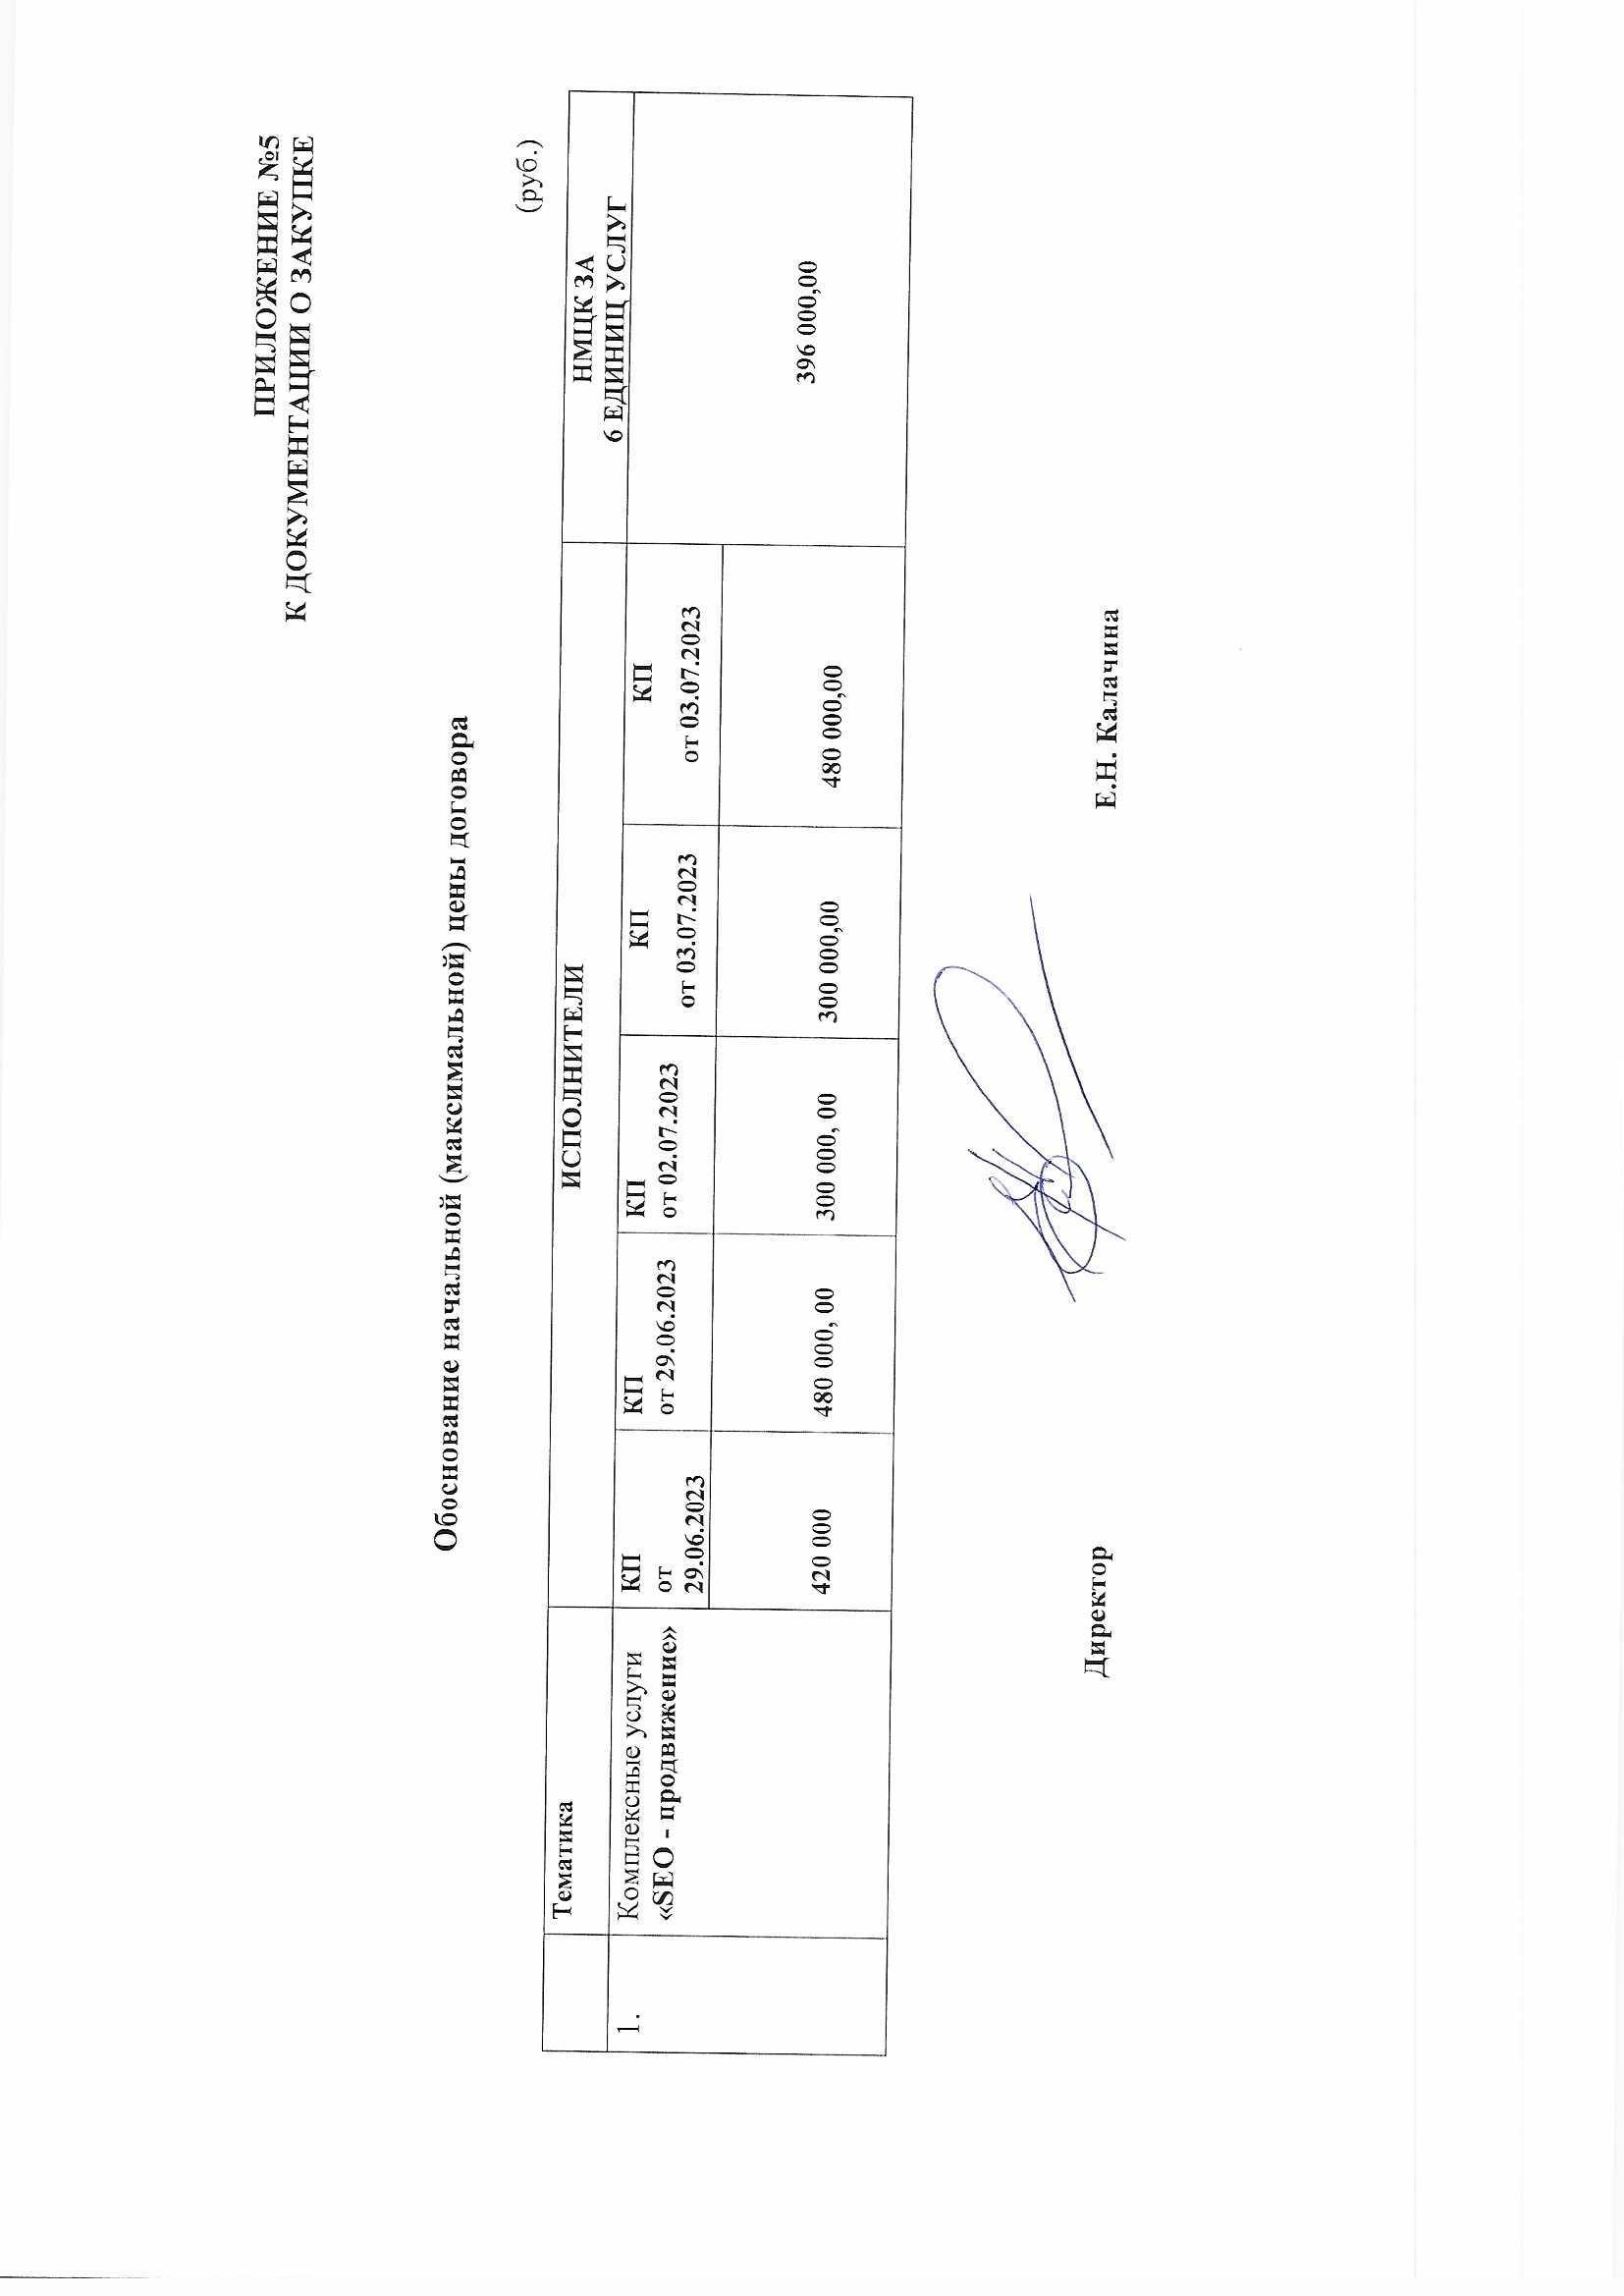 ПРИЛОЖЕНИЕ №5
К ДОКУМЕНТАЦИИ О ЗАКУПКЕ
Обоснование начальной (максимальной) цены договора
(руб.)
Тематика
ИСПОЛНИТЕЛИ
НМЦК ЗА
6 ЕДИНИЦ УСЛУГ
1.
Комплексные услуги
«SEO - продвижение»
КП
от
29.06.2023
КП
от 29.06.2023
КП
от 02.07.2023
КП
от 03.07.2023
КП
от 03.07.2023
420 000
480 000, 00
300 000, 00
300 000,00
480 000,00
396 000,00
Директор
Е.Н. Калачина